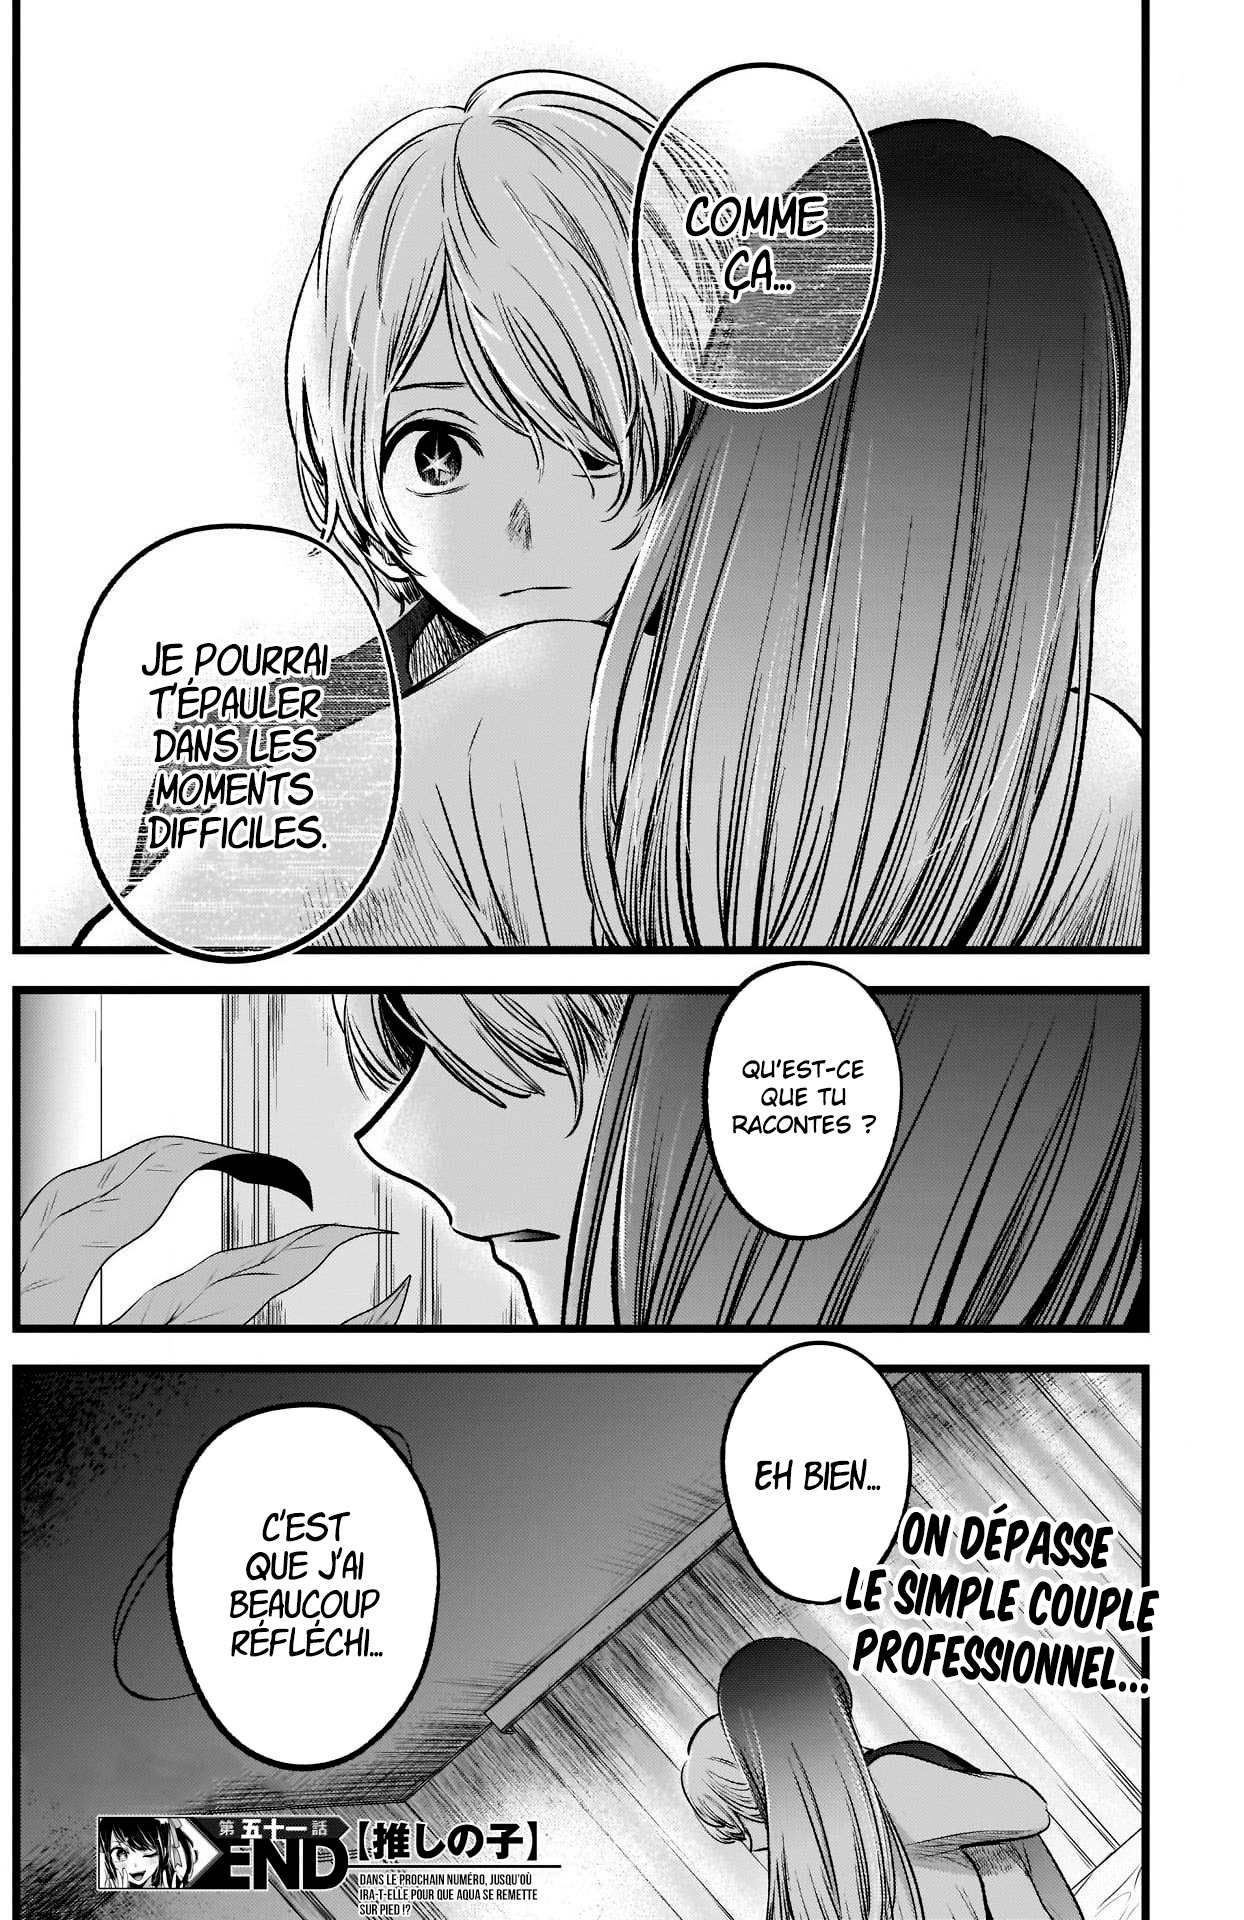 COMME
ÇA...
JE POURRAI
T'ÉPAULER
DANS LES
MOMENTS
DIFFICILES.
QU'EST-CE
QUE TU
RACONTES ?
EH BIEN...
C'EST
QUE J'AI
BEAUCOUP
RÉFLÉCHI...
ON DÉPASSE
LE SIMPLE COUPLE
PROFESSIONNEL...
第五十一話
END
【推しの子】
DANS LE PROCHAIN NUMÉRO, JUSQU'OÙ
IRA-T-ELLE POUR QUE AQUA SE REMETTE
SUR PIED !?